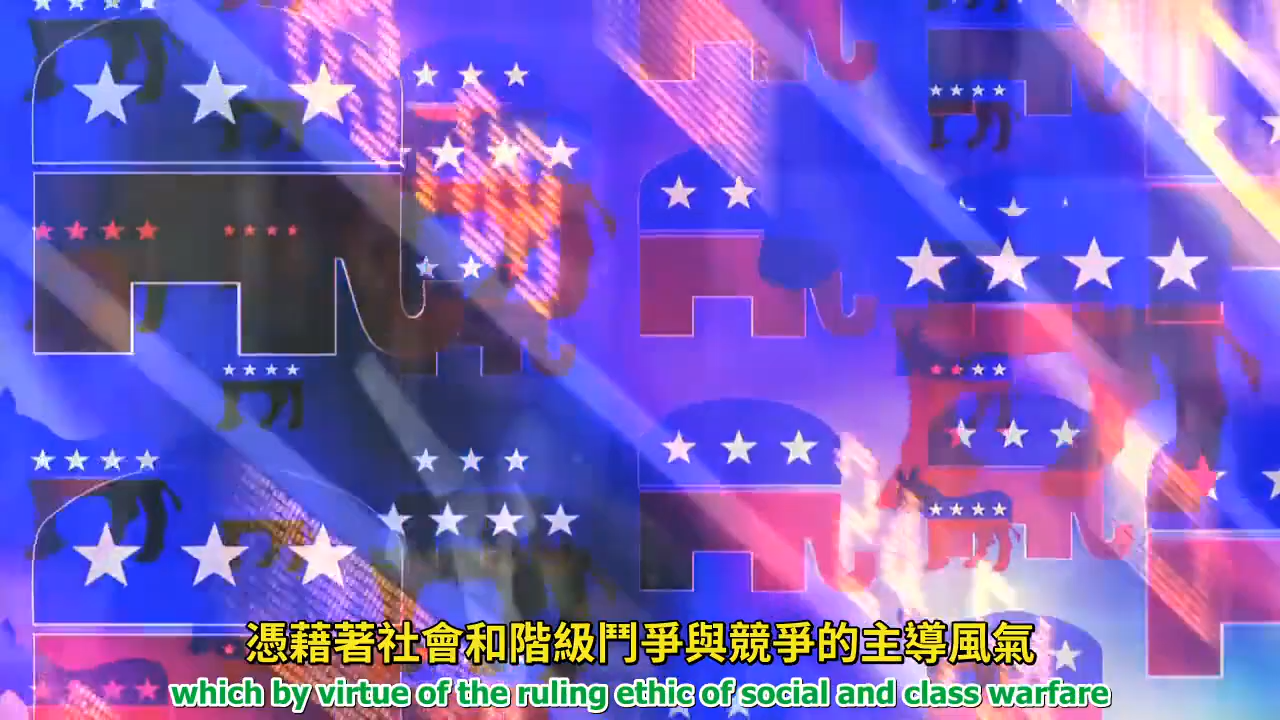 憑藉著社會和階級鬥爭與競爭的主導風氣
which by virtue of the ruling ethic of social and class warfare